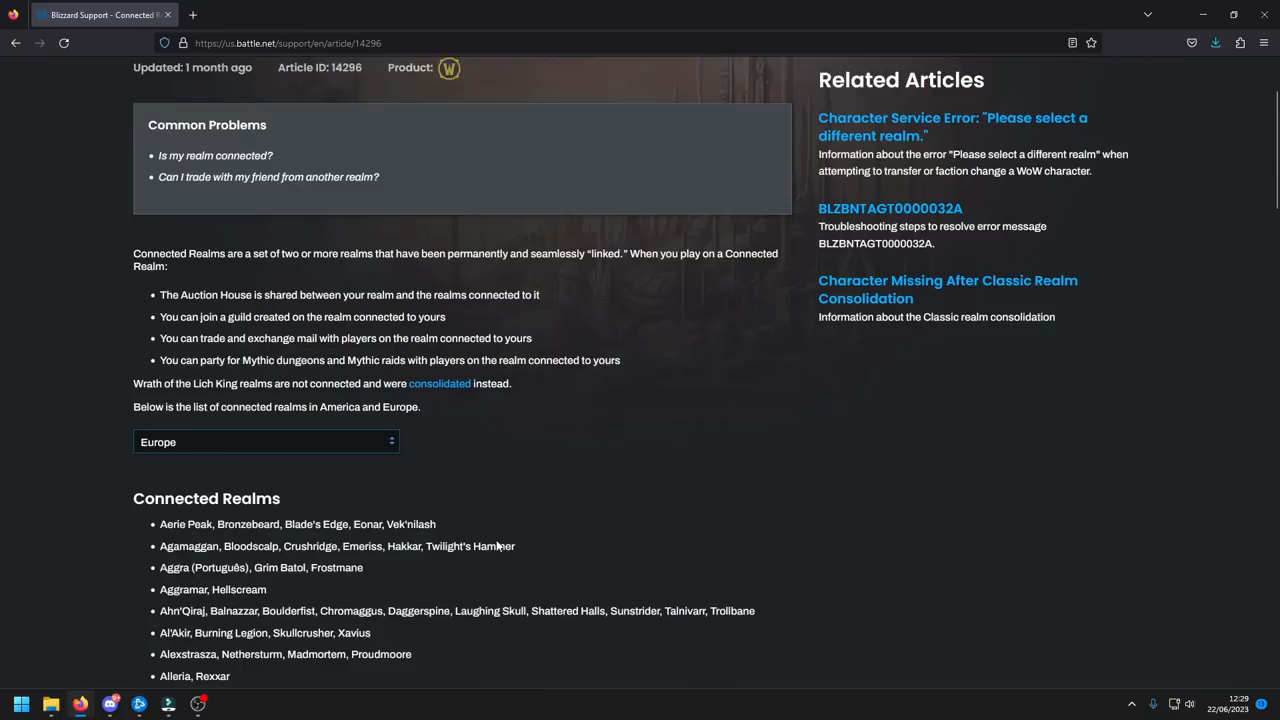 Blizzard Support - Connected R
https://us.battle.net/support/en/article/14296
Updated: 1 month ago Article ID: 14296 Product:
Common Problems
Is my realm connected?
Can I trade with my friend from another realm?
Connected Realms are a set of two or more realms that have been permanently and seamlessly “linked.” When you play on a Connected
Realm:
The Auction House is shared between your realm and the realms connected to it
You can join a guild created on the realm connected to yours
You can trade and exchange mail with players on the realm connected to yours
You can party for Mythic dungeons and Mythic raids with players on the realm connected to yours
Wrath of the Lich King realms are not connected and were consolidated instead.
Below is the list of connected realms in America and Europe.
Europe
Connected Realms
Aerie Peak, Bronzebeard, Blade's Edge, Eonar, Vek'nilash
Agamaggan, Bloodscalp, Crushridge, Emeriss, Hakkar, Twilight's Hammer
Aggra (Português), Grim Batol, Frostmane
Aggramar, Hellscream
Ahn'Qiraj, Balnazzar, Boulderfist, Chromaggus, Daggerspine, Laughing Skull, Shattered Halls, Sunstrider, Talnivarr, Trollbane
Al'Akir, Burning Legion, Skullcrusher, Xavius
Alexstrasza, Nethersturm, Madmortem, Proudmoore
Alleria, Rexxar
Related Articles
Character Service Error: "Please select a
different realm."
Information about the error "Please select a different realm" when
attempting to transfer or faction change a WoW character.
BLZBNTAGT0000032A
Troubleshooting steps to resolve error message
BLZBNTAGT0000032A.
Character Missing After Classic Realm
Consolidation
Information about the Classic realm consolidation
12:29
22/06/2023